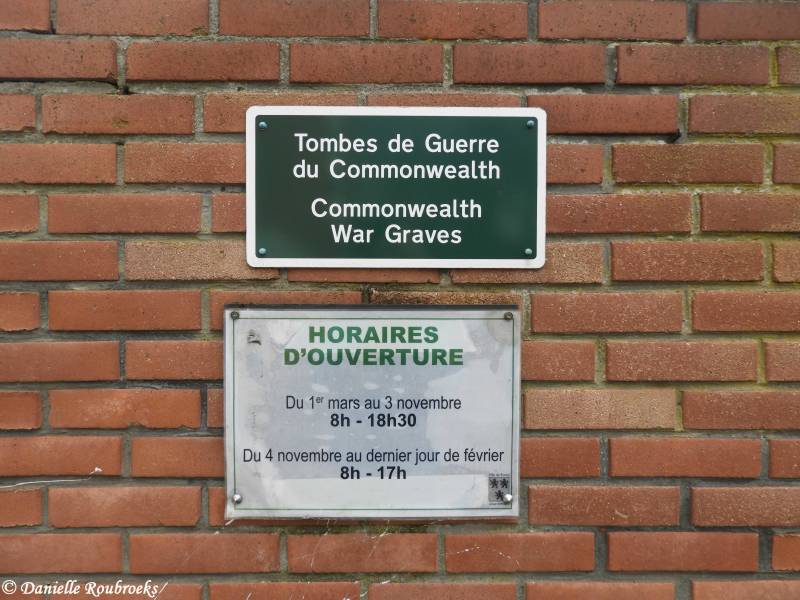 Tombes de Guerre
du Commonwealth
Commonwealth
War Graves
HORAIRES
D'OUVERTURE
Du 1er mars au 3 novembre
8h - 18h30
Du 4 novembre au dernier jour de février
8h - 17h
© Danielle Roubroeks/